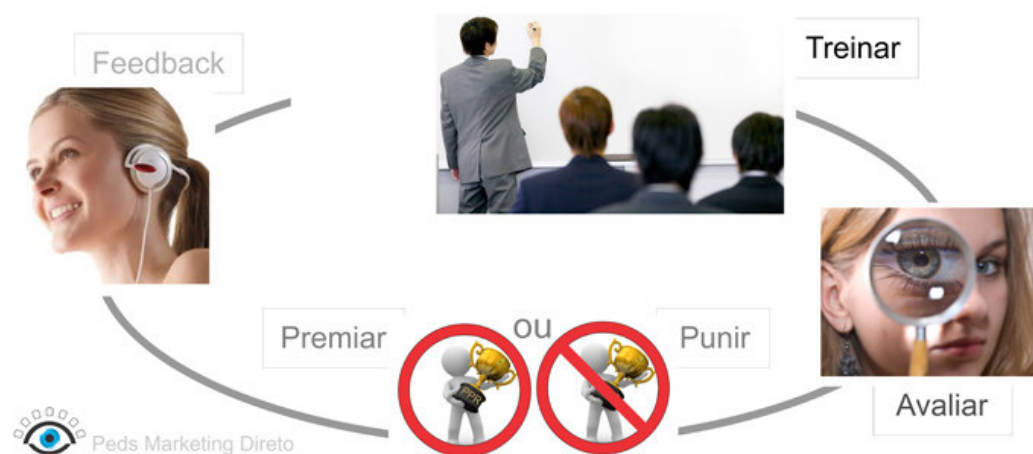 Feedback
Treinar
Premiar
ou
Punir
PPR
Avaliar
Peds Marketing Direto